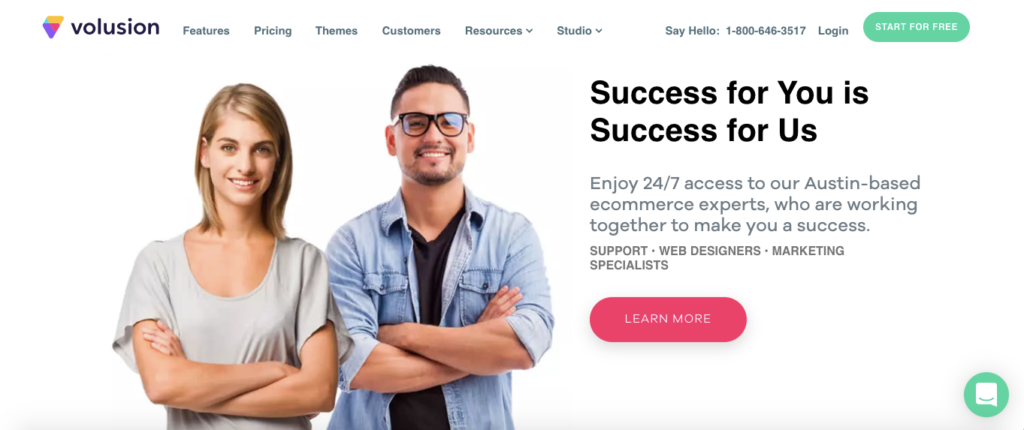 volusion
Features
Pricing
Themes
Customers
Resources
Studio
Say Hello: 1-800-646-3517
Login
START FOR FREE
Success for You is
Success for Us
Enjoy 24/7 access to our Austin-based
ecommerce experts, who are working
together to make you a success.
SUPPORT • WEB DESIGNERS • MARKETING
SPECIALISTS
LEARN MORE